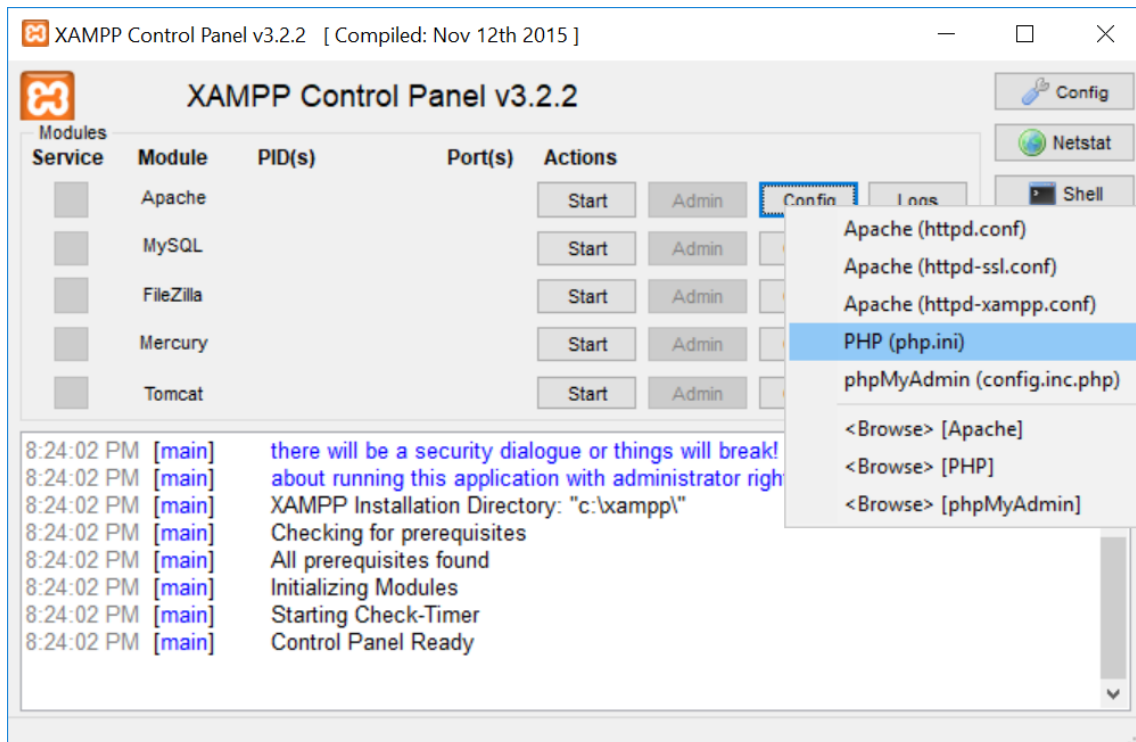 XAMPP Control Panel v3.2.2 [ Compiled: Nov 12th 2015 ]
XAMPP Control Panel v3.2.2
Config
Modules
Service Module PID(s) Port(s) Actions
Netstat
Apache Start Admin Config Logs
Shell
MySQL Start Admin
FileZilla Start Admin
Mercury Start Admin
Tomcat Start Admin
Apache (httpd.conf)
Apache (httpd-ssl.conf)
Apache (httpd-xampp.conf)
PHP (php.ini)
phpMyAdmin (config.inc.php)
<Browse> [Apache]
<Browse> [PHP]
<Browse> [phpMyAdmin]
8:24:02 PM [main] there will be a security dialogue or things will break!
8:24:02 PM [main] about running this application with administrator
8:24:02 PM [main] XAMPP Installation Directory: "c:\xampp\"
8:24:02 PM [main] Checking for prerequisites
8:24:02 PM [main] All prerequisites found
8:24:02 PM [main] Initializing Modules
8:24:02 PM [main] Starting Check-Timer
8:24:02 PM [main] Control Panel Ready